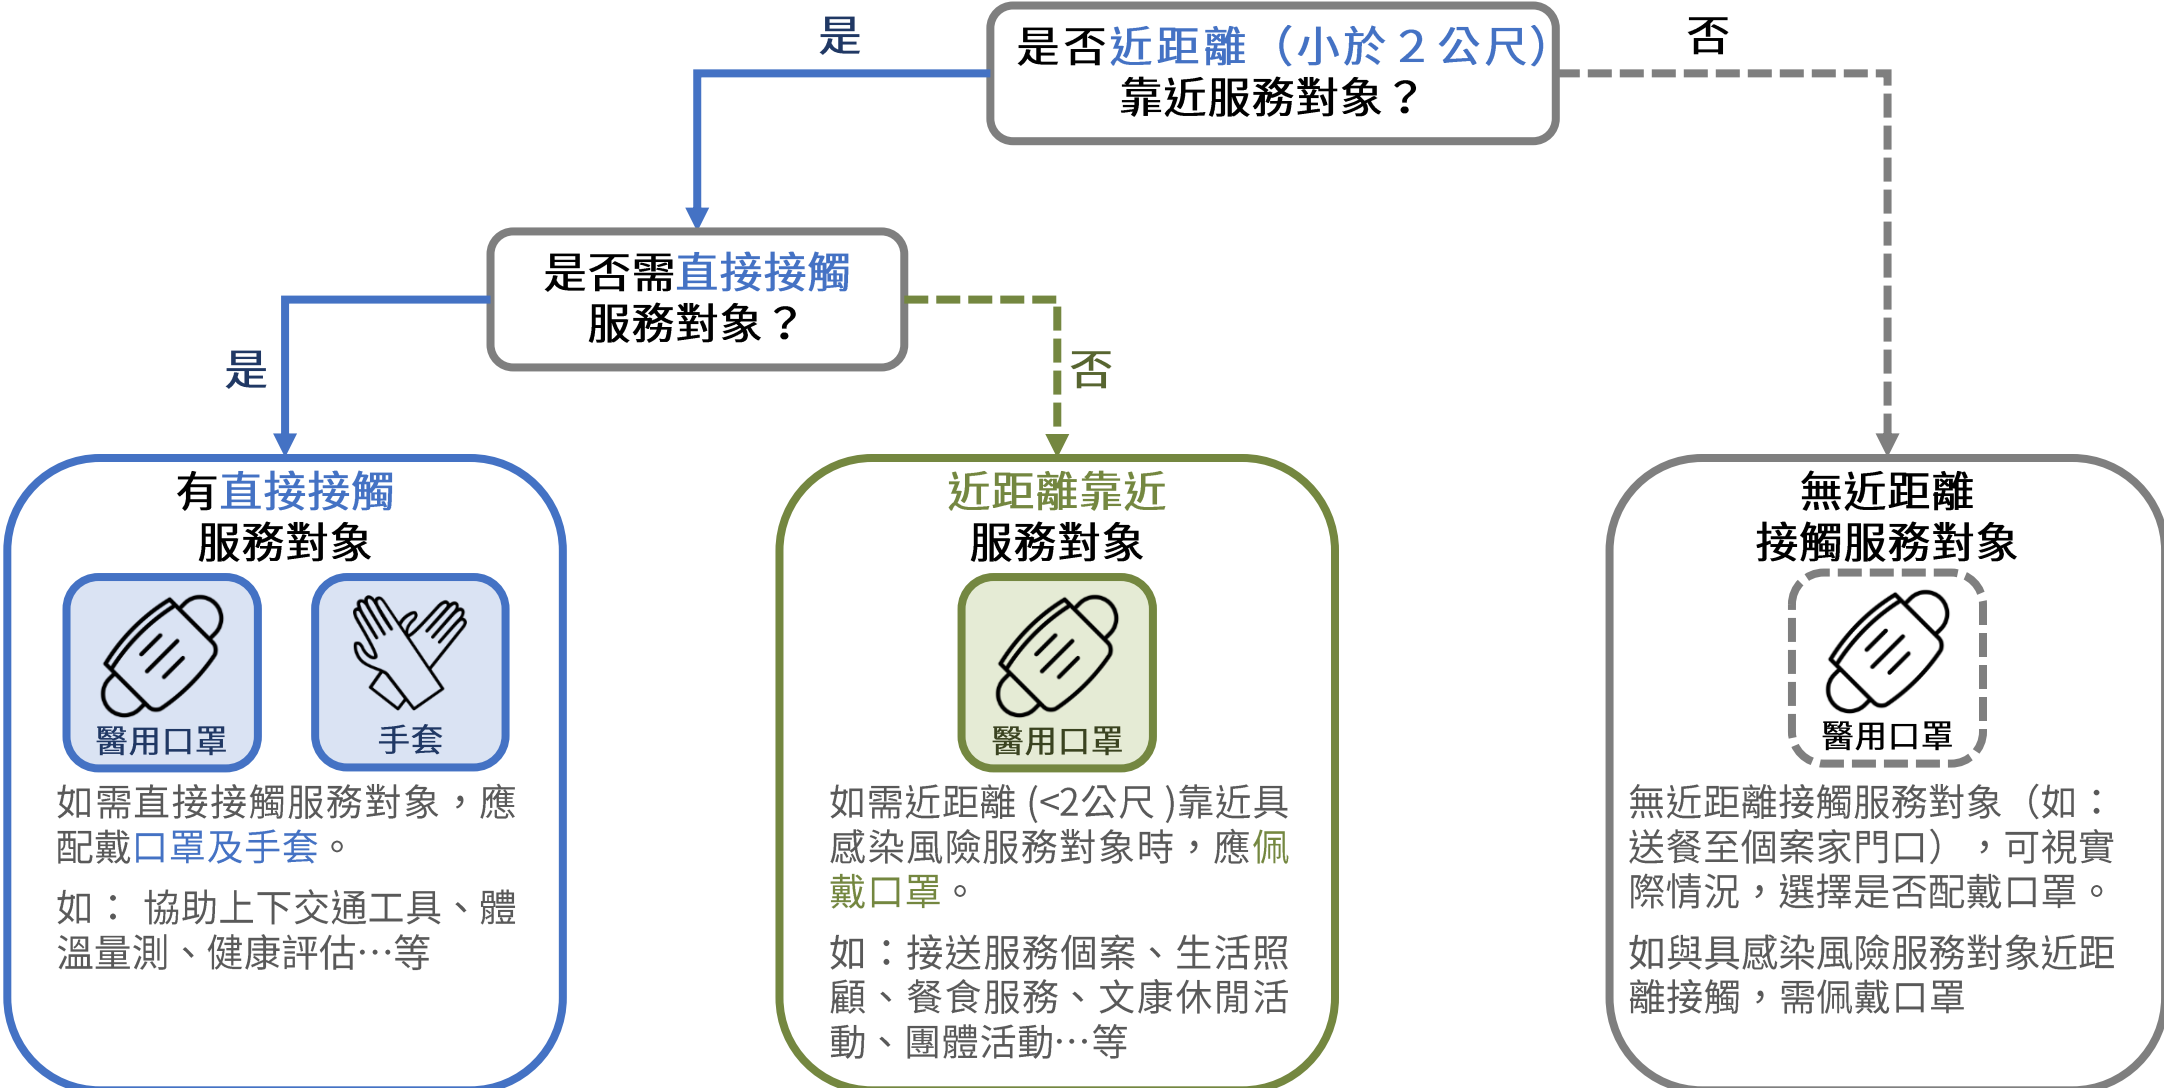 是
是否近距離（小於２公尺）
靠近服務對象？
否
是否需直接接觸
服務對象？
是
否
有直接接觸
服務對象
醫用口罩
手套
如需直接接觸服務對象，應
配戴口罩及手套。
如： 協助上下交通工具、體
溫量測、健康評估…等
近距離靠近
服務對象
醫用口罩
如需近距離 (<2公尺 )靠近具
感染風險服務對象時，應佩
戴口罩。
如：接送服務個案、生活照
顧、餐食服務、文康休閒活
動、團體活動…等
無近距離
接觸服務對象
醫用口罩
無近距離接觸服務對象（如：
送餐至個案家門口），可視實
際情況，選擇是否配戴口罩。
如與具感染風險服務對象近距
離接觸，需佩戴口罩